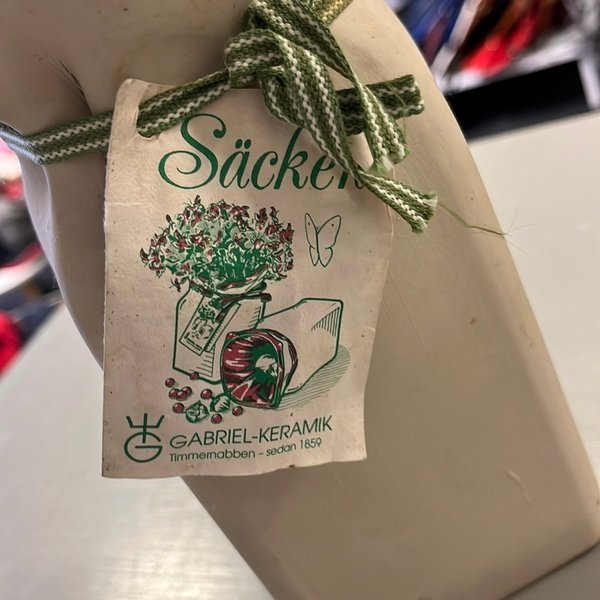 Säcken
GABRIEL-KERAMIK
Timmernabben - sedan 1859